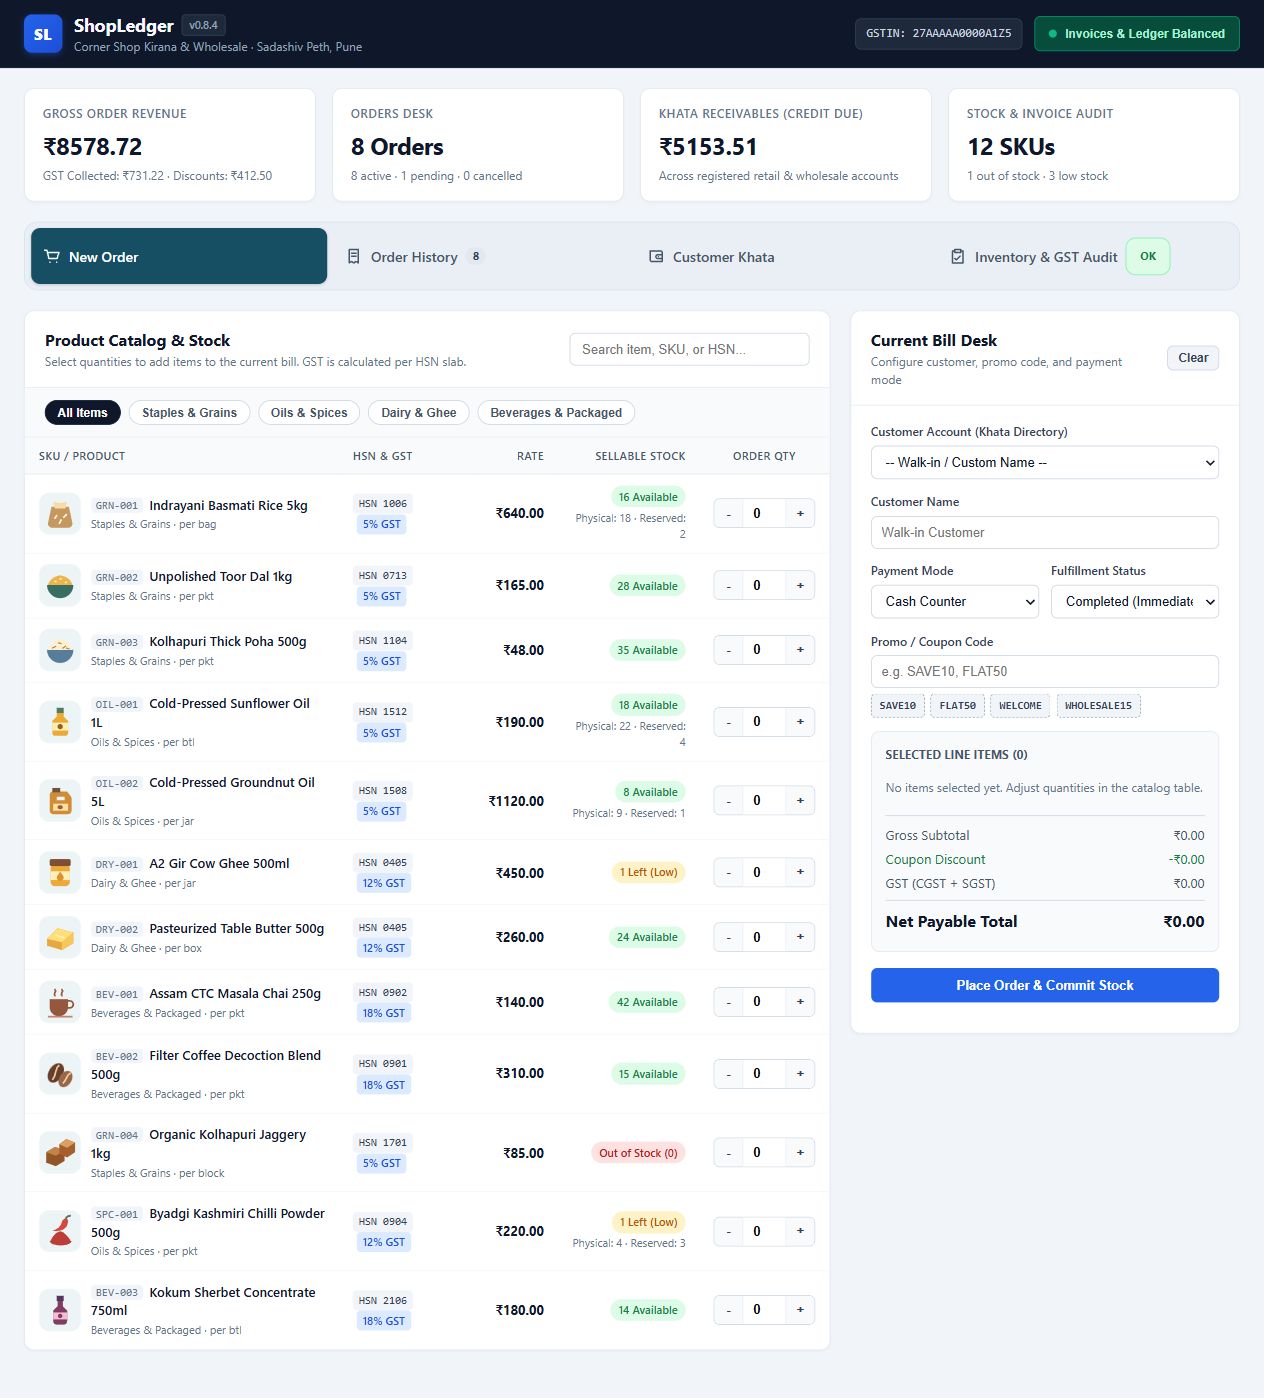 SL
ShopLedger v0.8.4
Corner Shop Kirana & Wholesale · Sadashiv Peth, Pune
GSTIN: 27AAAAA0000A1Z5
Invoices & Ledger Balanced
GROSS ORDER REVENUE
₹8578.72
GST Collected: ₹731.22 · Discounts: ₹412.50
ORDERS DESK
8 Orders
8 active · 1 pending · 0 cancelled
KHATA RECEIVABLES (CREDIT DUE)
₹5153.51
Across registered retail & wholesale accounts
STOCK & INVOICE AUDIT
12 SKUs
1 out of stock · 3 low stock
New Order
Order History 8
Customer Khata
Inventory & GST Audit OK
Product Catalog & Stock
Select quantities to add items to the current bill. GST is calculated per HSN slab.
Search item, SKU, or HSN...
All Items Staples & Grains Oils & Spices Dairy & Ghee Beverages & Packaged
SKU / PRODUCT HSN & GST RATE SELLABLE STOCK ORDER QTY
GRN-001 Indrayani Basmati Rice 5kg
Staples & Grains · per bag
HSN 1006
5% GST
₹640.00
16 Available
Physical: 18 · Reserved:
2
- 0 +
GRN-002 Unpolished Toor Dal 1kg
Staples & Grains · per pkt
HSN 0713
5% GST
₹165.00
28 Available
- 0 +
GRN-003 Kolhapuri Thick Poha 500g
Staples & Grains · per pkt
HSN 1104
5% GST
₹48.00
35 Available
- 0 +
OIL-001 Cold-Pressed Sunflower Oil
1L
Oils & Spices · per btl
HSN 1512
5% GST
₹190.00
18 Available
Physical: 22 · Reserved:
4
- 0 +
OIL-002 Cold-Pressed Groundnut Oil
5L
Oils & Spices · per jar
HSN 1508
5% GST
₹1120.00
8 Available
Physical: 9 · Reserved: 1
- 0 +
DRY-001 A2 Gir Cow Ghee 500ml
Dairy & Ghee · per jar
HSN 0405
12% GST
₹450.00
1 Left (Low)
- 0 +
DRY-002 Pasteurized Table Butter 500g
Dairy & Ghee · per box
HSN 0405
12% GST
₹260.00
24 Available
- 0 +
BEV-001 Assam CTC Masala Chai 250g
Beverages & Packaged · per pkt
HSN 0902
18% GST
₹140.00
42 Available
- 0 +
BEV-002 Filter Coffee Decoction Blend
500g
Beverages & Packaged · per pkt
HSN 0901
18% GST
₹310.00
15 Available
- 0 +
GRN-004 Organic Kolhapuri Jaggery
1kg
Staples & Grains · per block
HSN 1701
5% GST
₹85.00
Out of Stock (0)
- 0 +
SPC-001 Byadgi Kashmiri Chilli Powder
500g
Oils & Spices · per pkt
HSN 0904
12% GST
₹220.00
1 Left (Low)
Physical: 4 · Reserved: 3
- 0 +
BEV-003 Kokum Sherbet Concentrate
750ml
Beverages & Packaged · per btl
HSN 2106
18% GST
₹180.00
14 Available
- 0 +
Current Bill Desk
Configure customer, promo code, and payment
mode
Clear
Customer Account (Khata Directory)
-- Walk-in / Custom Name --
Customer Name
Walk-in Customer
Payment Mode Fulfillment Status
Cash Counter Completed (Immediate
Promo / Coupon Code
e.g. SAVE10, FLAT50
SAVE10 FLAT50 WELCOME WHOLESALE15
SELECTED LINE ITEMS (0)
No items selected yet. Adjust quantities in the catalog table.
Gross Subtotal ₹0.00
Coupon Discount -₹0.00
GST (CGST + SGST) ₹0.00
Net Payable Total ₹0.00
Place Order & Commit Stock